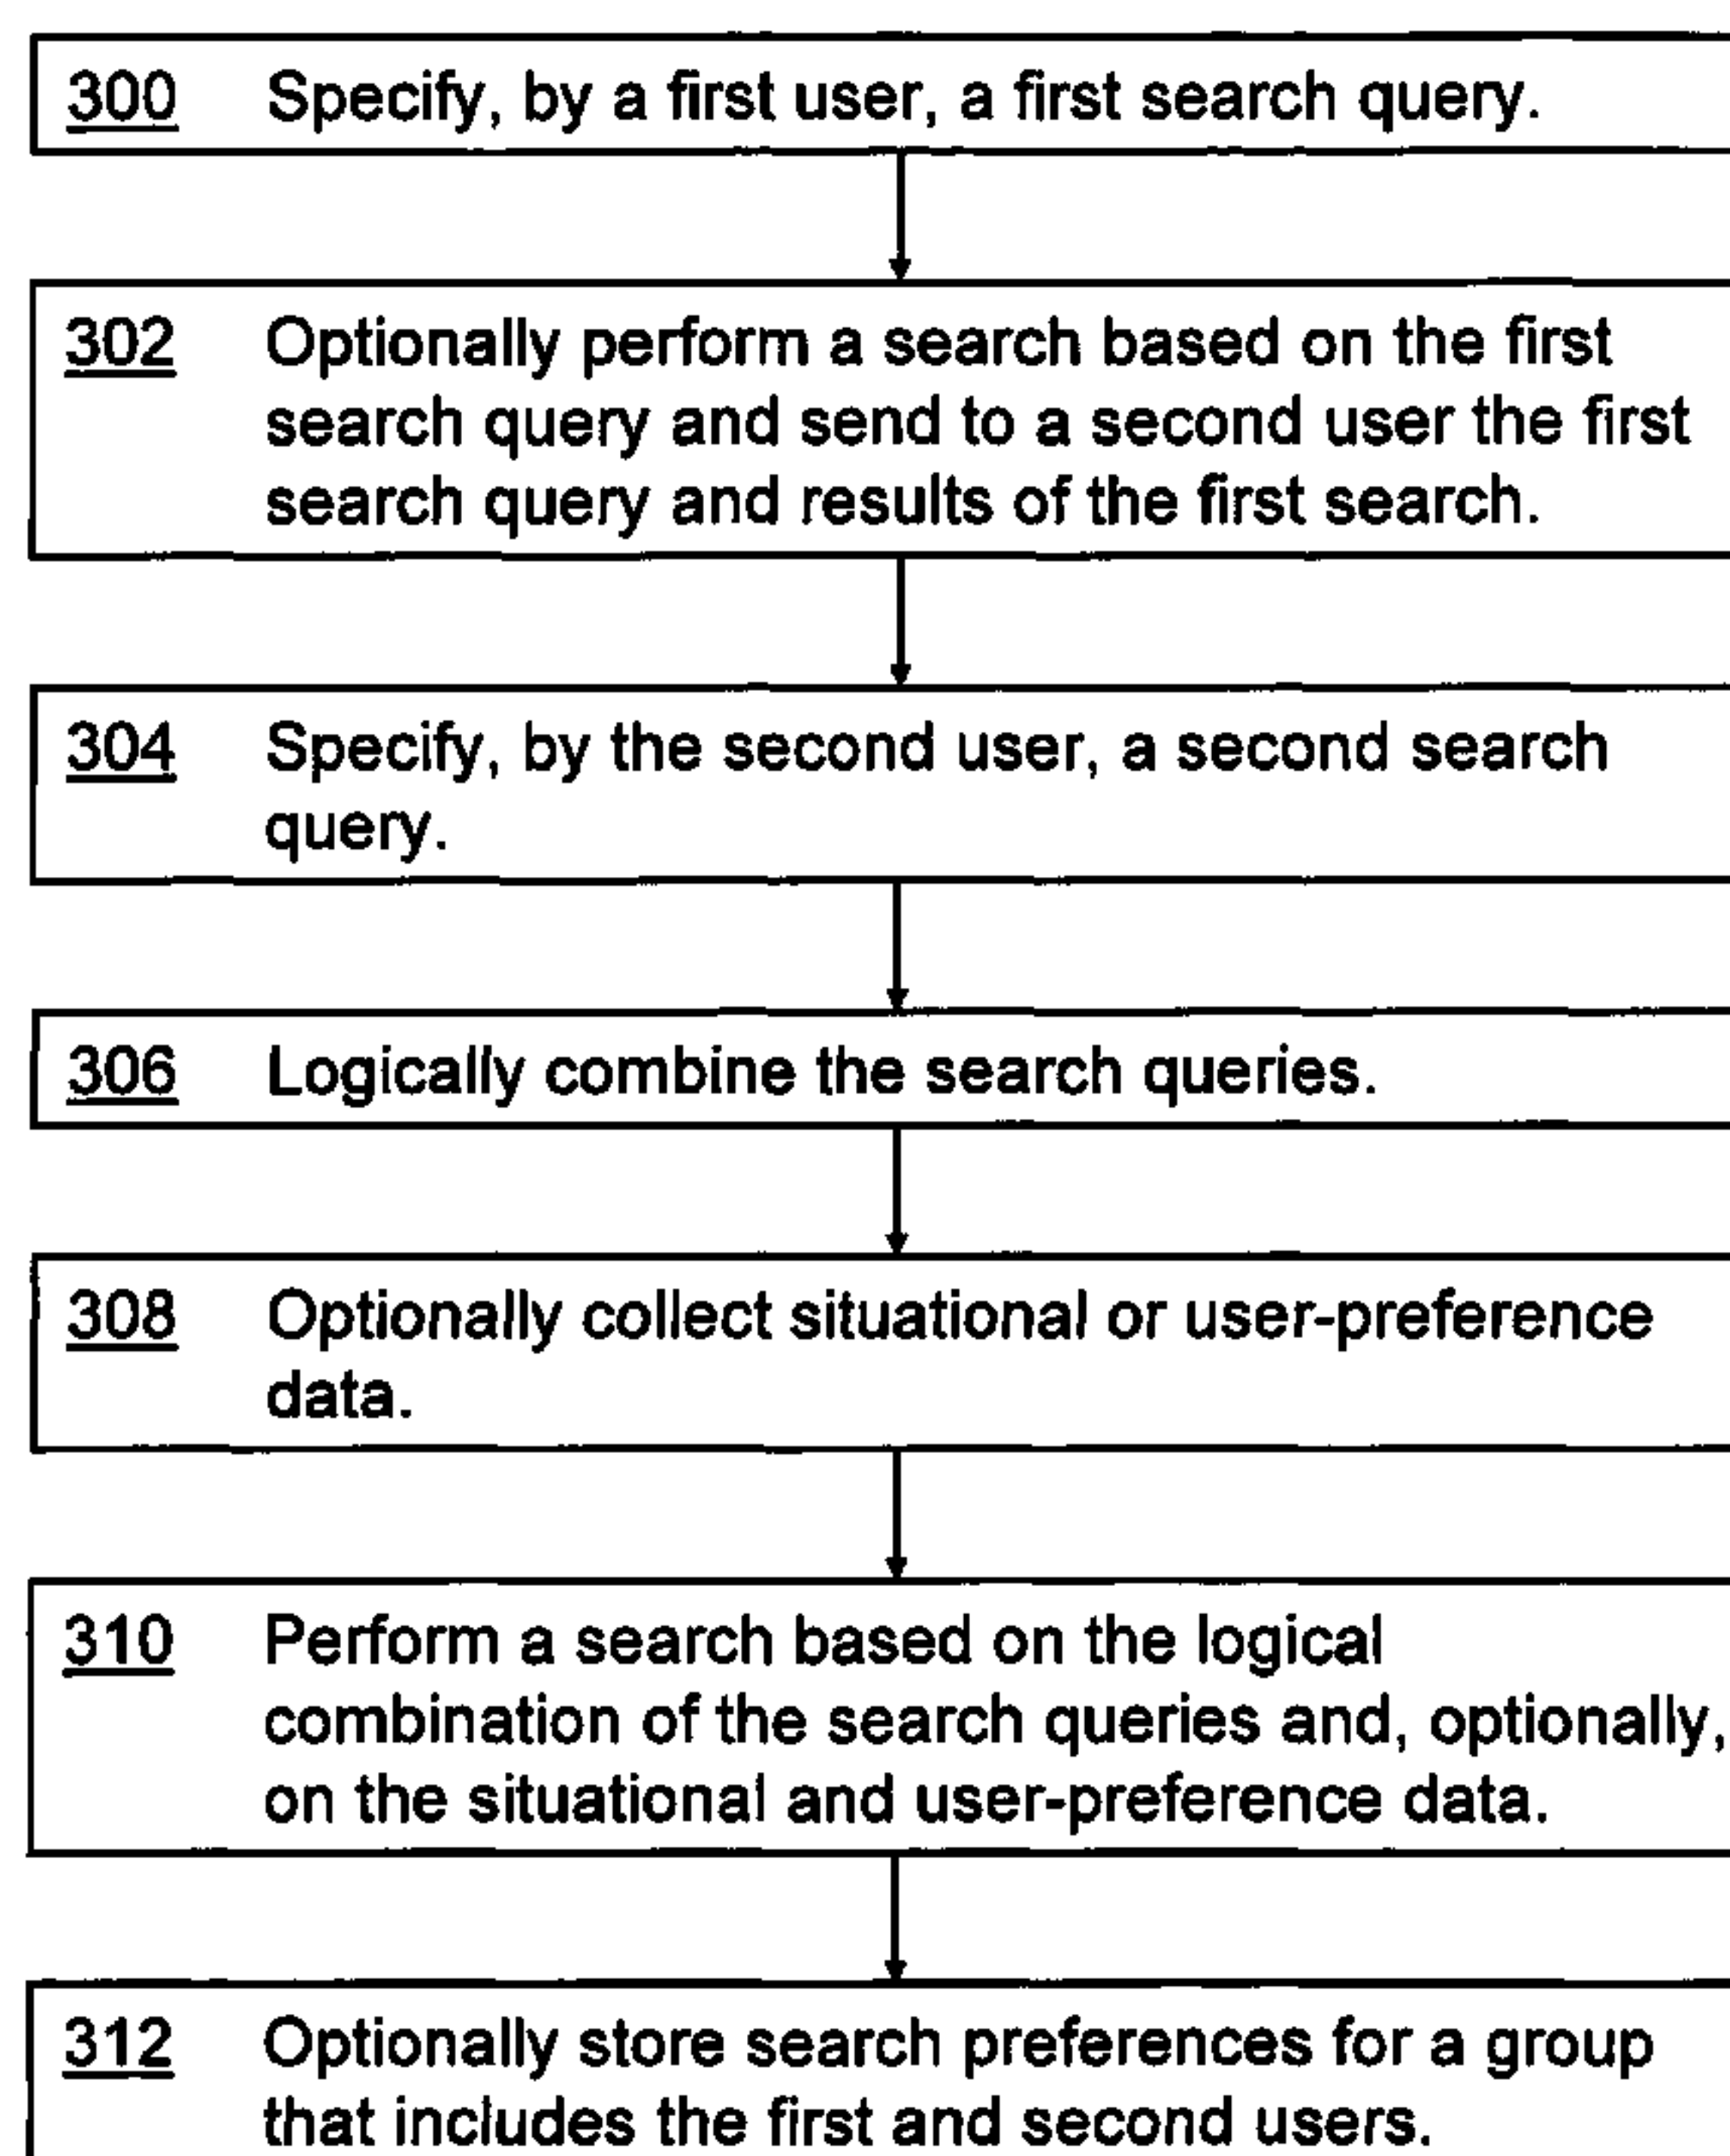 300 Specify, by a first user, a first search query.
302 Optionally perform a search based on the first
search query and send to a second user the first
search query and results of the first search.
304 Specify, by the second user, a second search
query.
306 Logically combine the search queries.
308 Optionally collect situational or user-preference
data.
310 Perform a search based on the logical
combination of the search queries and, optionally,
on the situational and user-preference data.
312 Optionally store search preferences for a group
that includes the first and second users.